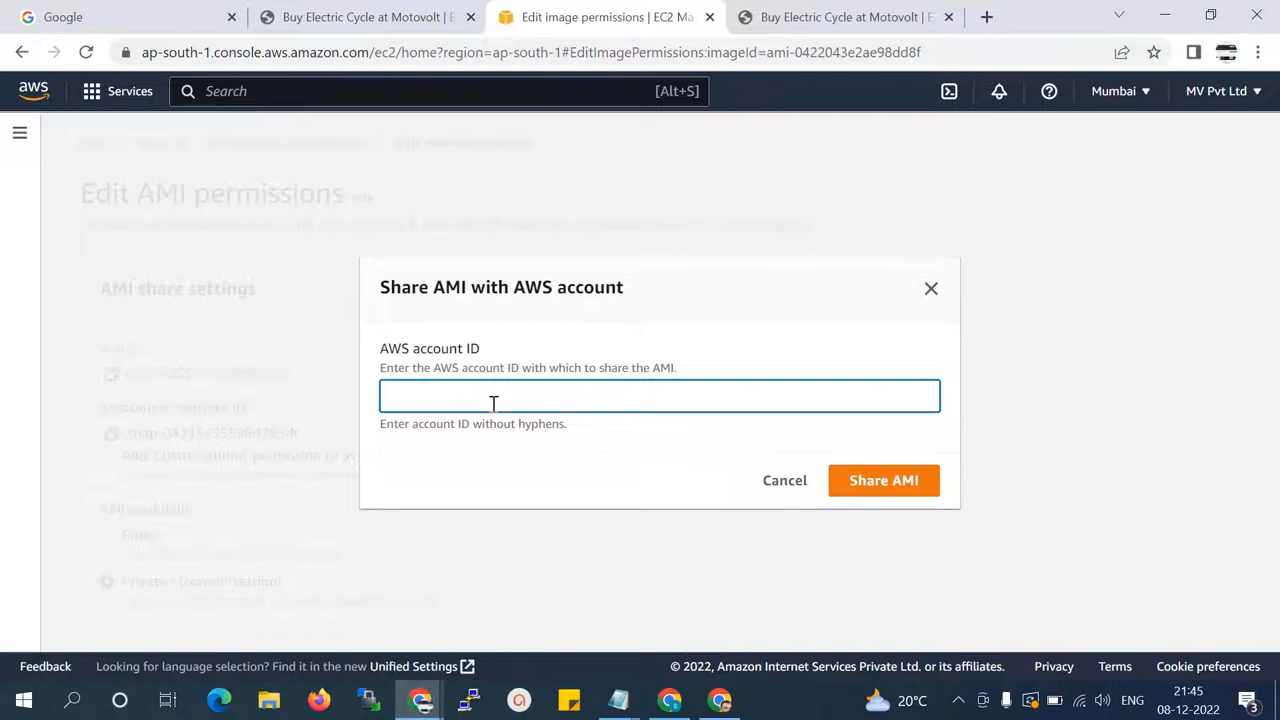 Google
Buy Electric Cycle at Motovolt | E
Edit image permissions | EC2 Ma
Buy Electric Cycle at Motovolt | E
ap-south-1.console.aws.amazon.com/ec2/home?region=ap-south-1#EditImagePermissions:imageId=ami-0422043e2ae98dd8f
aws
Services
Search
[Alt+S]
Mumbai
MV Pvt Ltd
Edit AMI permissions
Info
AMI share settings
Share AMI with AWS account
AWS account ID
Enter the AWS account ID with which to share the AMI.
Enter account ID without hyphens.
Cancel
Share AMI
Private
Feedback
Looking for language selection? Find it in the new Unified Settings
© 2022, Amazon Internet Services Private Ltd. or its affiliates.
Privacy
Terms
Cookie preferences
20°C
ENG
21:45
08-12-2022
3